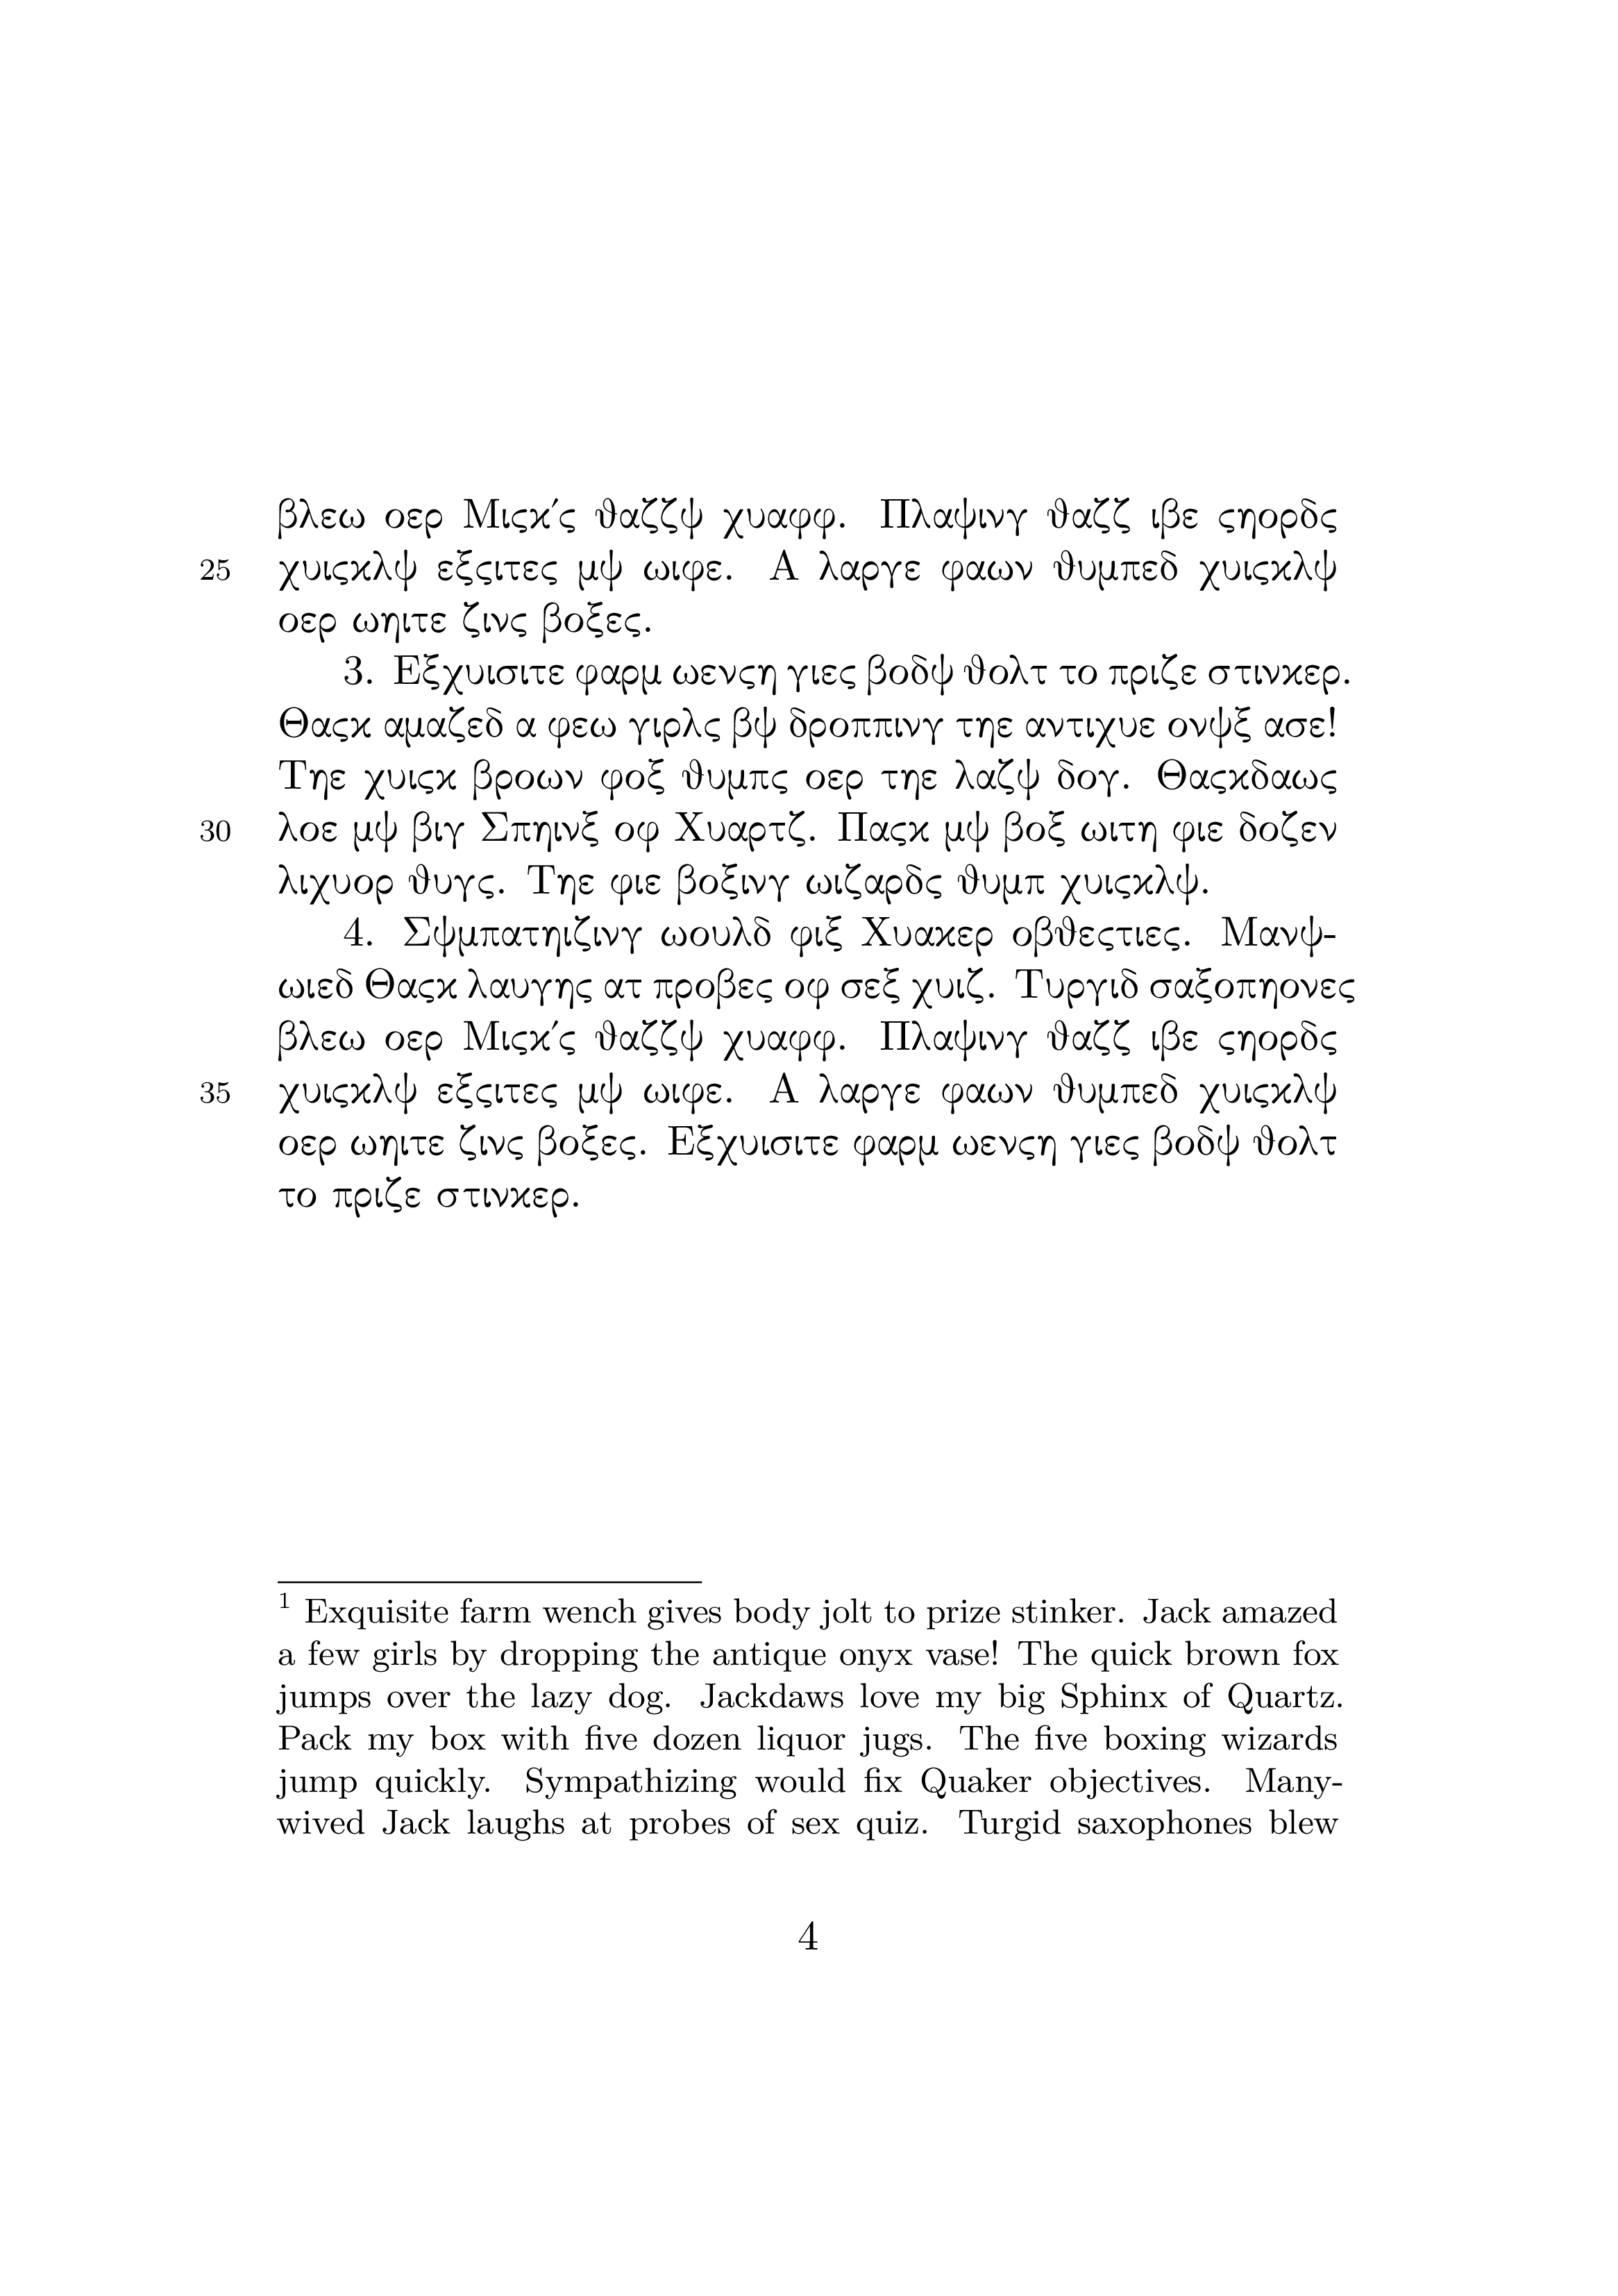 βλεω οερ Μιςκ’ς ϑαζζψ χυαφφ. Πλαψινγ ϑαζζ ιβε ςηορδς
25 χυιςκλψ εξςιτες μψ ωιφε. Α λαργε φαων ϑυμπεδ χυιςκλψ
οερ ωηιτε ζινς βοξες.
3. Εξχυισιτε φαρμ ωενςη γιες βοδψ ϑολτ το πριζε στινκερ.
Θαςκ αμαζεδ α φεω γιρλς βψ δροππινγ τηε αντιχυε ονψξ ασε!
Τηε χυιςκ βροων φοξ ϑυμπς οερ τηε λαζψ δογ. Θαςκδαως
30 λοε μψ βιγ Σπηινξ οφ Χυαρτζ. Παςκ μψ βοξ ωιτη φιε δοζεν
λιχυορ ϑυγς. Τηε φιε βοξινγ ωιζαρδς ϑυμπ χυιςκλψ.
4. Σψμπατηιζινγ ωουλδ φιξ Χυακερ οβϑεςτιες. Μανψ-
ωιεδ Θαςκ λαυγης ατ προβες οφ σεξ χυιζ. Τυργιδ σαξοπηονες
βλεω οερ Μιςκ’ς ϑαζζψ χυαφφ. Πλαψινγ ϑαζζ ιβε ςηορδς
35 χυιςκλψ εξςιτες μψ ωιφε. Α λαργε φαων ϑυμπεδ χυιςκλψ
οερ ωηιτε ζινς βοξες. Εξχυισιτε φαρμ ωενςη γιες βοδψ ϑολτ
το πριζε στινκερ.
1 Exquisite farm wench gives body jolt to prize stinker. Jack amazed
a few girls by dropping the antique onyx vase! The quick brown fox
jumps over the lazy dog. Jackdaws love my big Sphinx of Quartz.
Pack my box with five dozen liquor jugs. The five boxing wizards
jump quickly. Sympathizing would fix Quaker objectives. Many-
wived Jack laughs at probes of sex quiz. Turgid saxophones blew
4